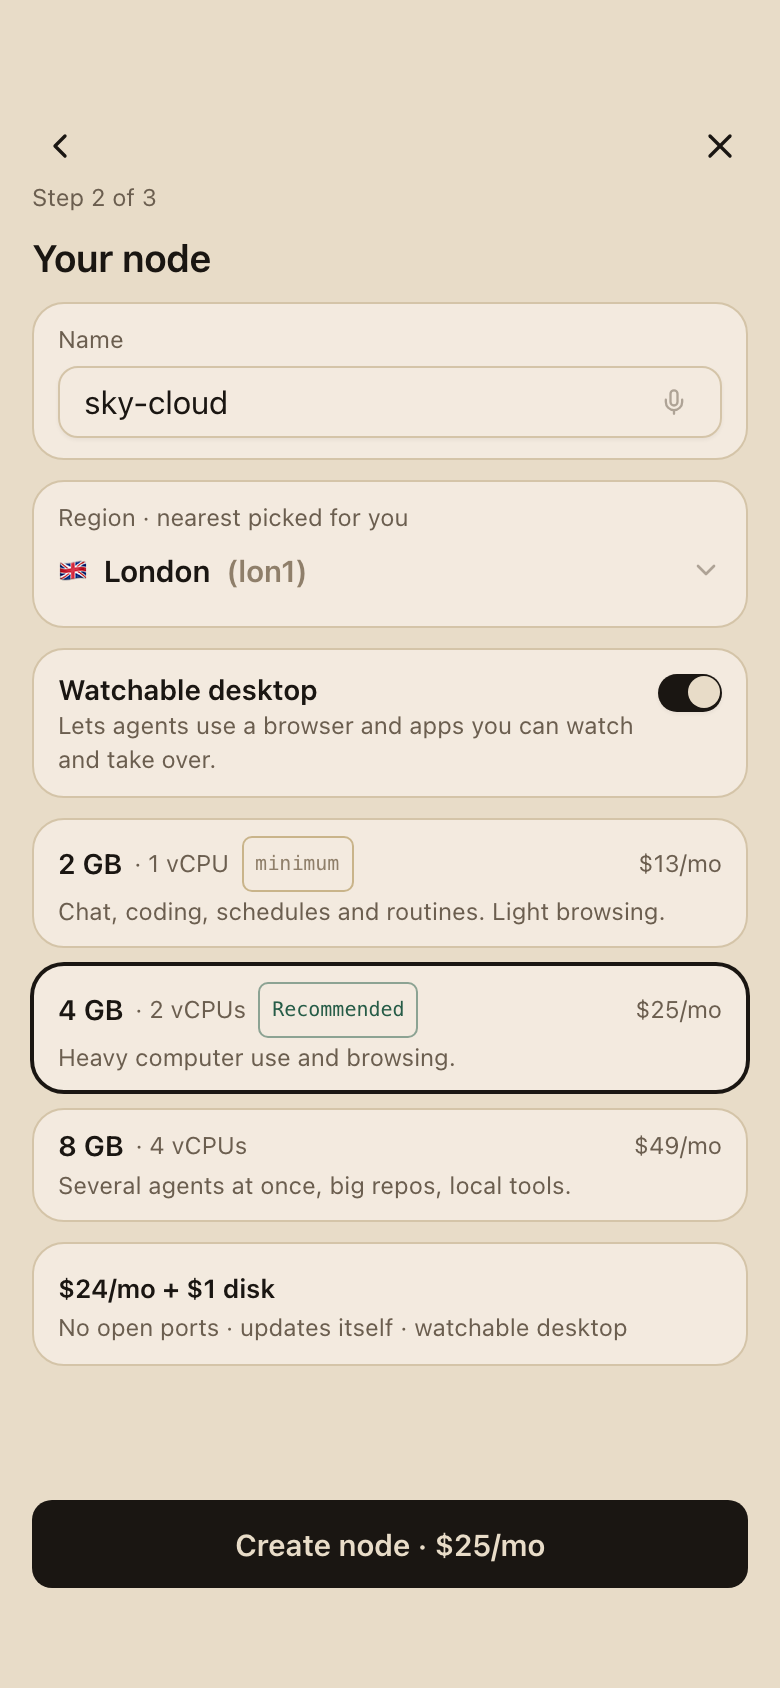 Step 2 of 3
Your node
Name
sky-cloud
Region · nearest picked for you
London (lon1)
Watchable desktop
Lets agents use a browser and apps you can watch
and take over.
2 GB · 1 vCPU minimum $13/mo
Chat, coding, schedules and routines. Light browsing.
4 GB · 2 vCPUs Recommended $25/mo
Heavy computer use and browsing.
8 GB · 4 vCPUs $49/mo
Several agents at once, big repos, local tools.
$24/mo + $1 disk
No open ports · updates itself · watchable desktop
Create node · $25/mo